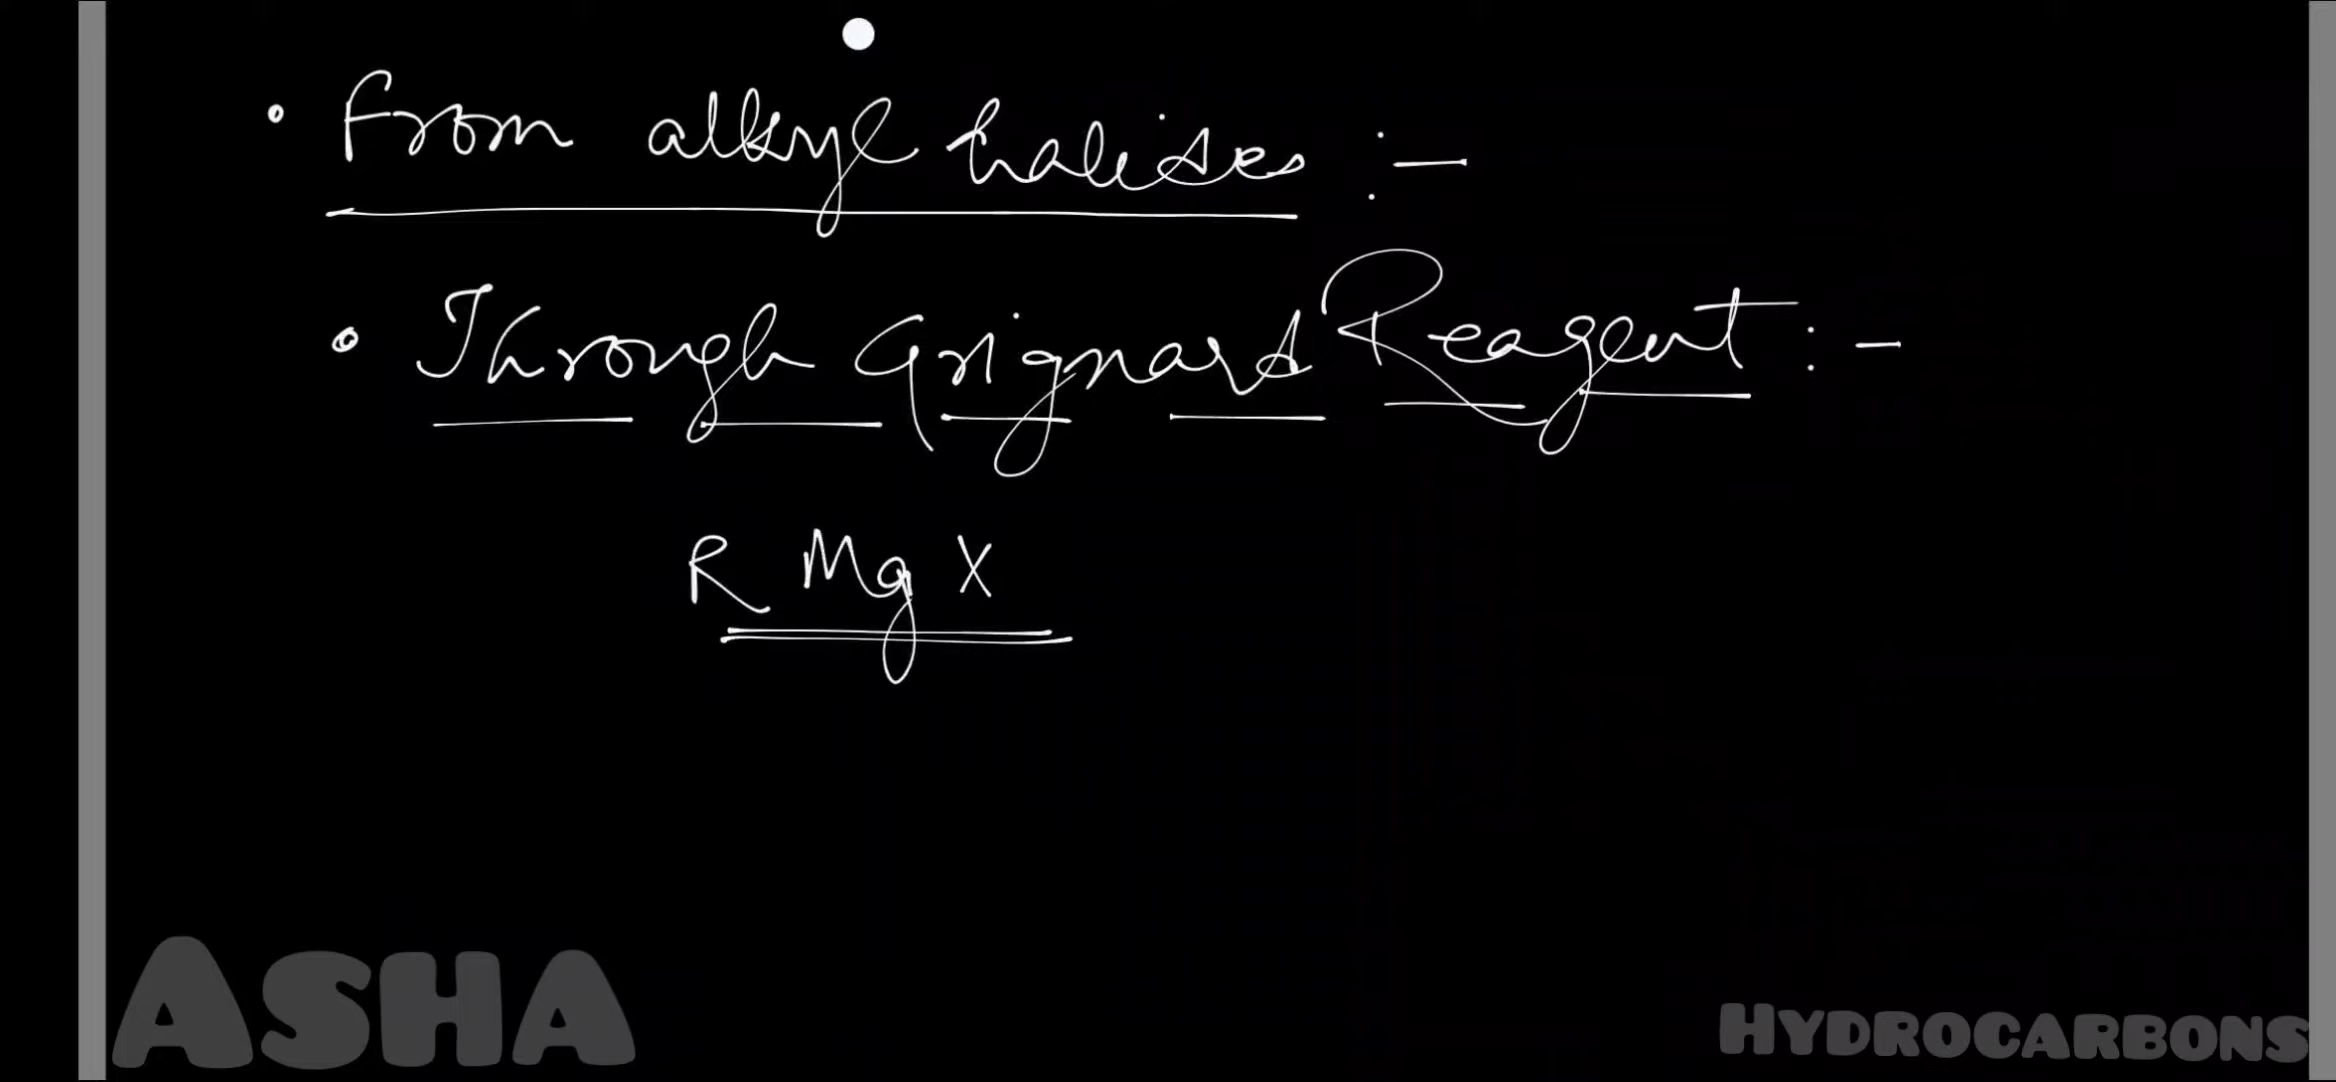 • From alkyl halides :-
• Through Grignard Reagent : -
R Mg X
ASHA
HYDROCARBONS